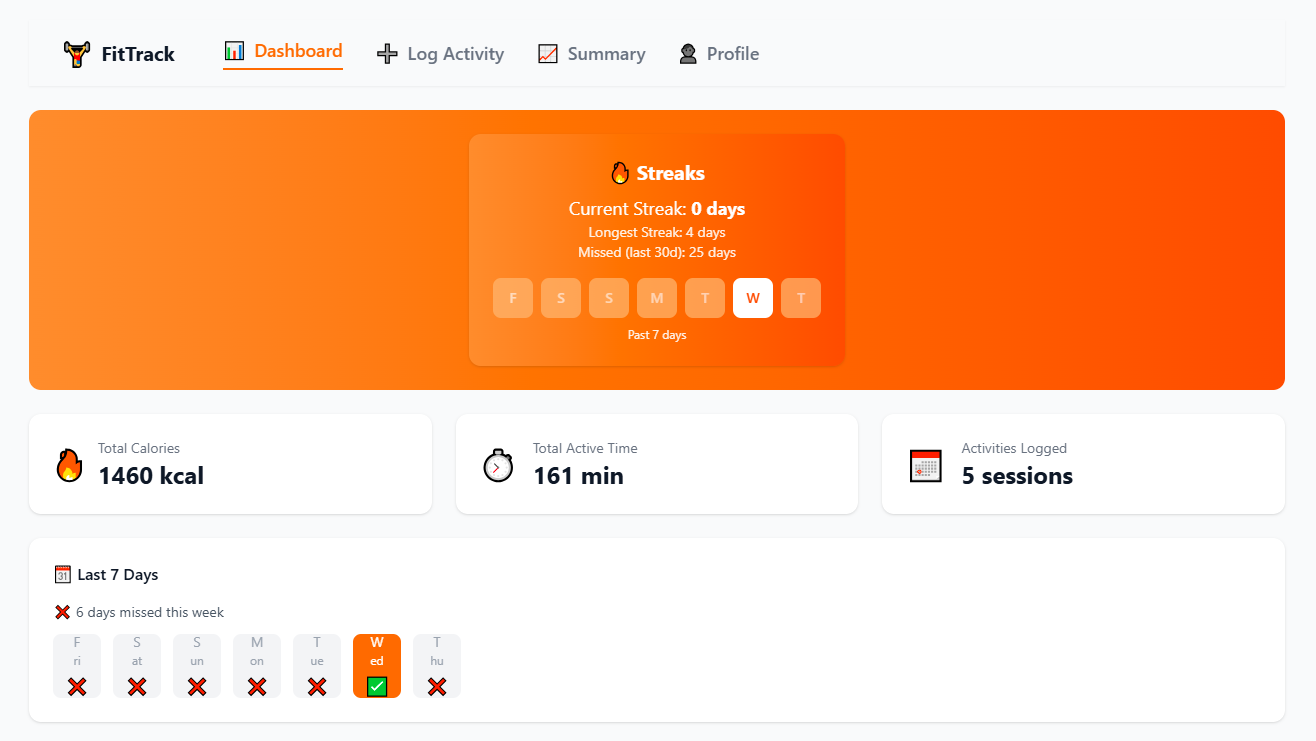 FitTrack
Dashboard
Log Activity
Summary
Profile
Streaks
Current Streak: 0 days
Longest Streak: 4 days
Missed (last 30d): 25 days
F S S M T W T
Past 7 days
Total Calories
1460 kcal
Total Active Time
161 min
Activities Logged
5 sessions
31 Last 7 Days
6 days missed this week
F S S M T W T
ri at un on ue ed hu